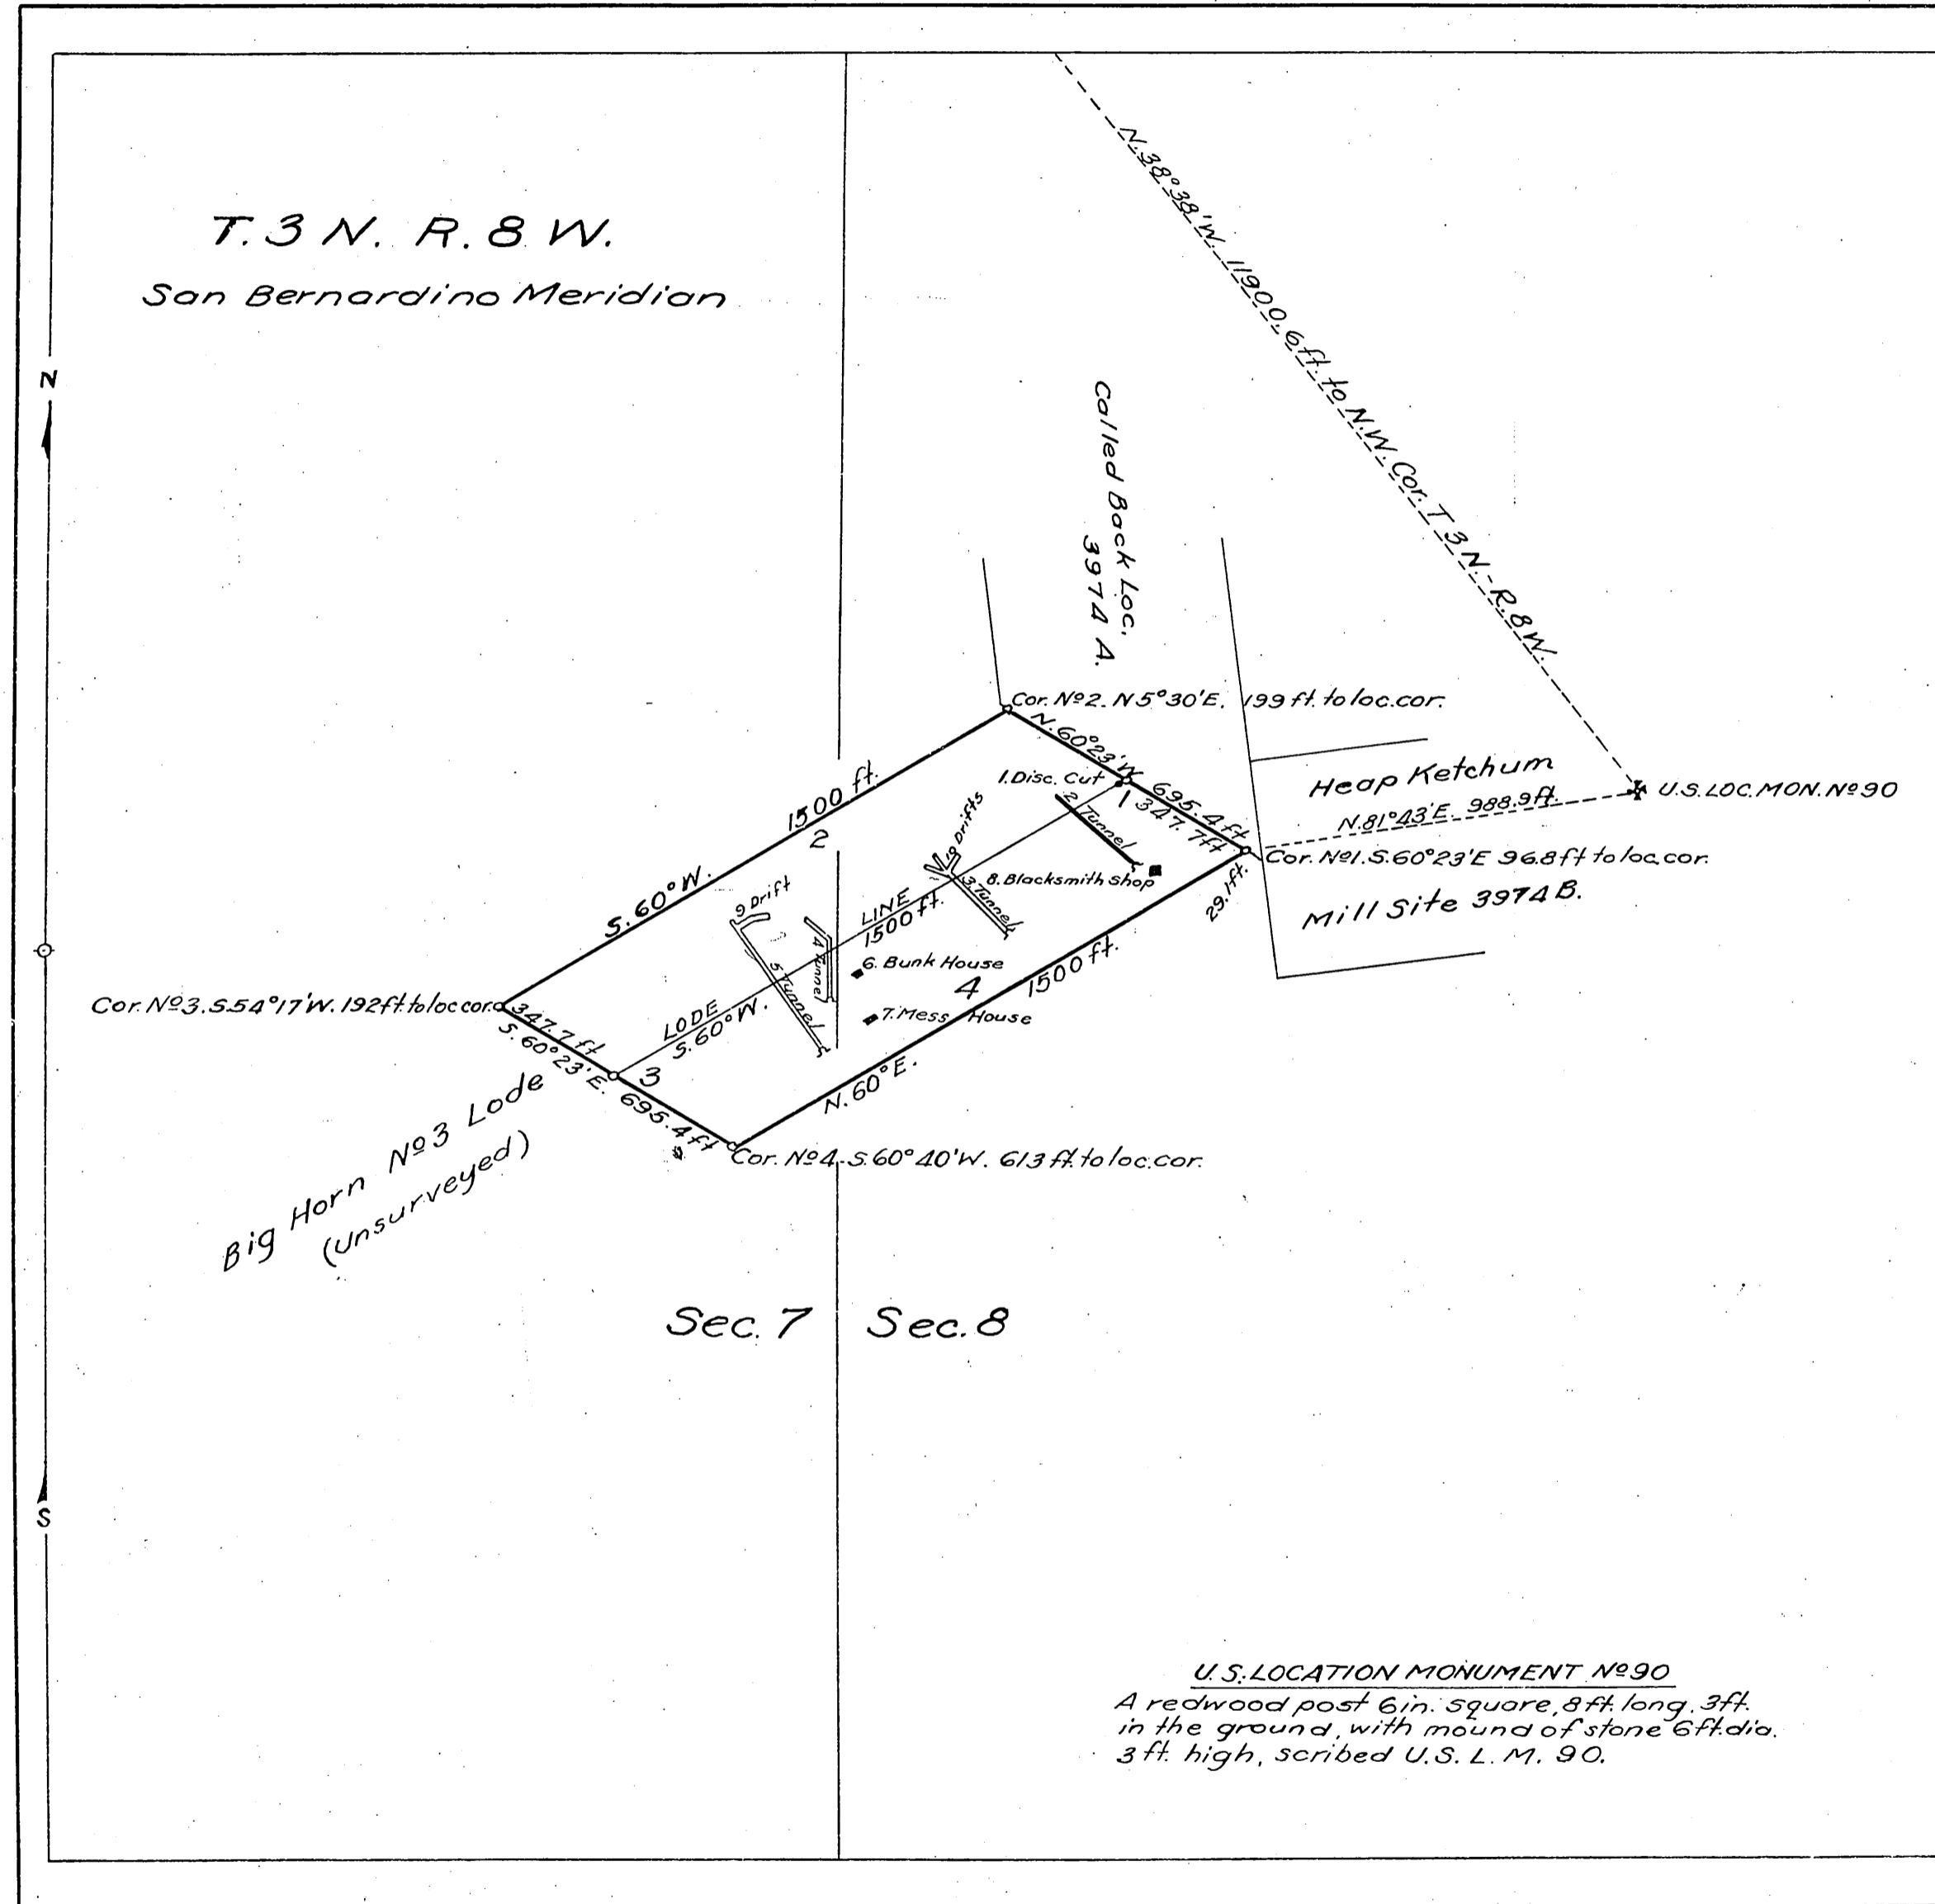 T. 3 N. R. 8 W.
San Bernardino Meridian
N
N. 38° 38' W. 11900.6 ft. to N.W. Cor. T 3 N.- R. 8 W.
Called Back Loc.
3974 A.
Cor. Nº 2. N 5° 30' E. 199 ft. to loc. cor.
N. 60° 23' W. 695.4 ft
1. Disc. Cut
1 347.7 ft
2 Tunnel
Heap Ketchum
N. 81° 43' E. 988.9 ft.
U.S. LOC. MON. Nº 90
Cor. Nº 1. S. 60° 23' E 96.8 ft to loc. cor.
29.1 ft.
Mill Site 3974 B.
S. 60° W. 1500 ft.
2
10 Drifts
3. Tunnel
8. Blacksmith Shop
9 Drift
4 Tunnel
5 Tunnel
LODE LINE
S. 60° W. 1500 ft.
6. Bunk House
4
7. Mess House
N. 60° E. 1500 ft.
Cor. Nº 3. S. 54° 17' W. 192 ft. to loc cor.
347.7 ft
S. 60° 23' E. 695.4 ft
3
Cor. Nº 4. S. 60° 40' W. 613 ft. to loc. cor.
Big Horn Nº 3 Lode
(Unsurveyed)
Sec. 7
Sec. 8
S
U.S. LOCATION MONUMENT Nº 90
A redwood post 6 in. square, 8 ft. long, 3 ft.
in the ground, with mound of stone 6 ft. dia.
3 ft. high, scribed U.S. L. M. 90.